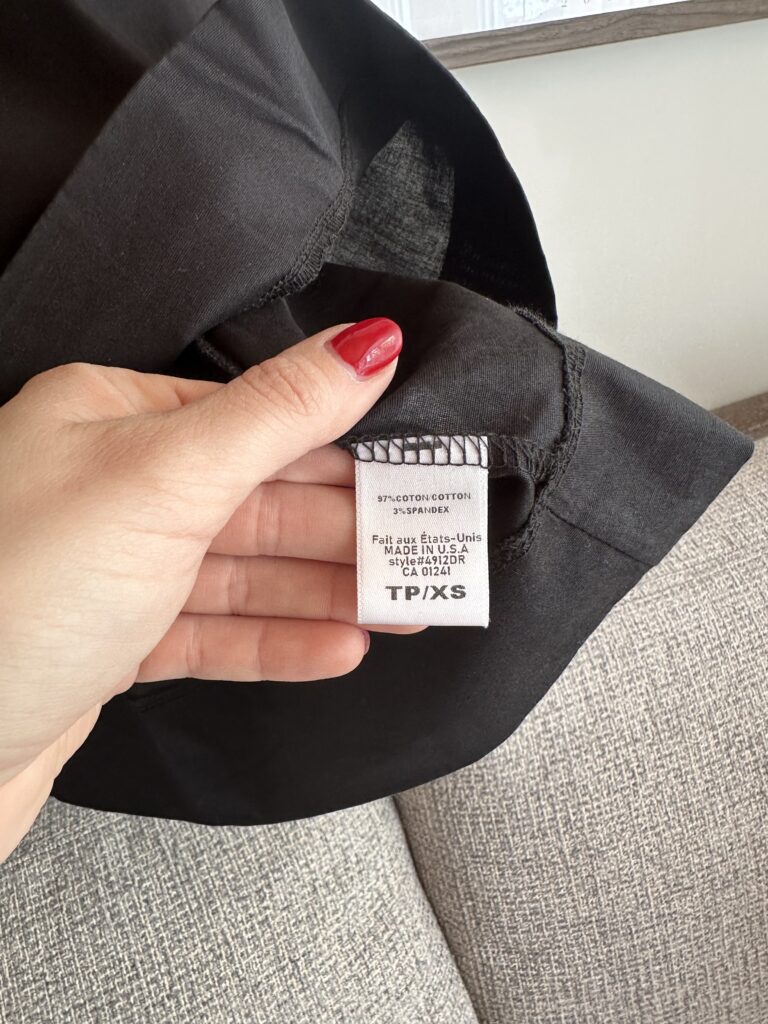 97%COTON/COTTON
3%SPANDEX
Fait aux États-Unis
MADE IN U.S.A
style#4912DR
CA 01241
TP/XS